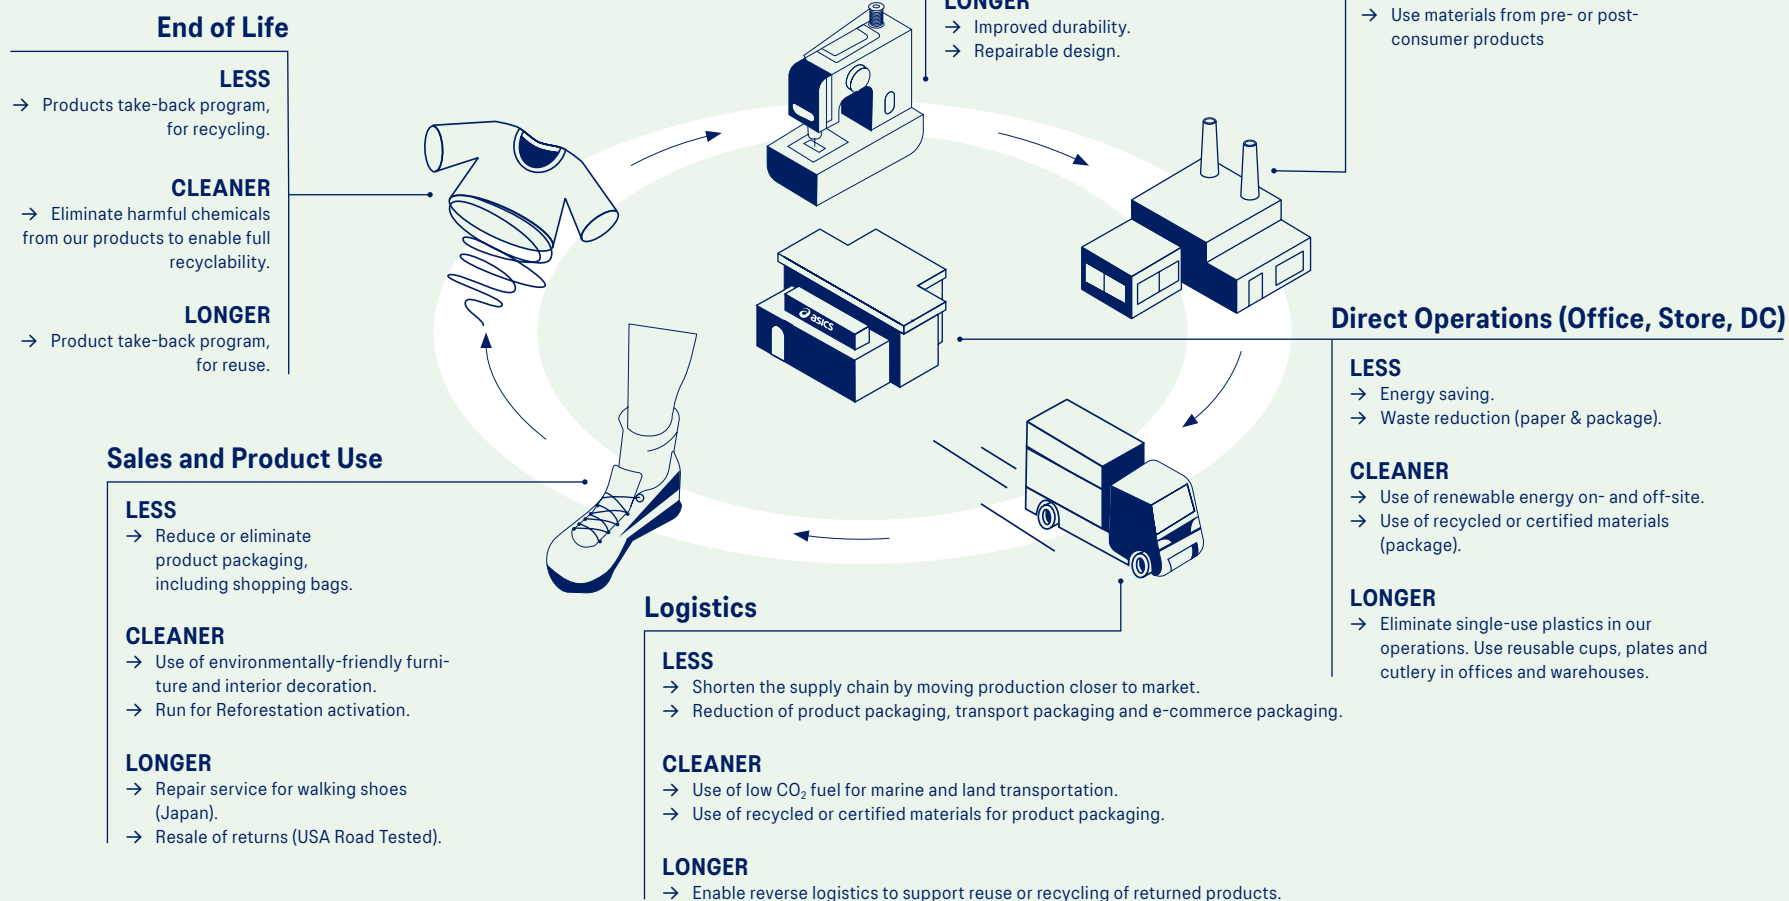 LONGER
→ Improved durability.
→ Repairable design.
→ Use materials from pre- or post-
consumer products
End of Life
LESS
→ Products take-back program,
for recycling.
CLEANER
→ Eliminate harmful chemicals
from our products to enable full
recyclability.
LONGER
→ Product take-back program,
for reuse.
asics
Direct Operations (Office, Store, DC)
LESS
→ Energy saving.
→ Waste reduction (paper & package).
CLEANER
→ Use of renewable energy on- and off-site.
→ Use of recycled or certified materials
(package).
LONGER
→ Eliminate single-use plastics in our
operations. Use reusable cups, plates and
cutlery in offices and warehouses.
Sales and Product Use
LESS
→ Reduce or eliminate
product packaging,
including shopping bags.
CLEANER
→ Use of environmentally-friendly furni-
ture and interior decoration.
→ Run for Reforestation activation.
LONGER
→ Repair service for walking shoes
(Japan).
→ Resale of returns (USA Road Tested).
Logistics
LESS
→ Shorten the supply chain by moving production closer to market.
→ Reduction of product packaging, transport packaging and e-commerce packaging.
CLEANER
→ Use of low CO₂ fuel for marine and land transportation.
→ Use of recycled or certified materials for product packaging.
LONGER
→ Enable reverse logistics to support reuse or recycling of returned products.